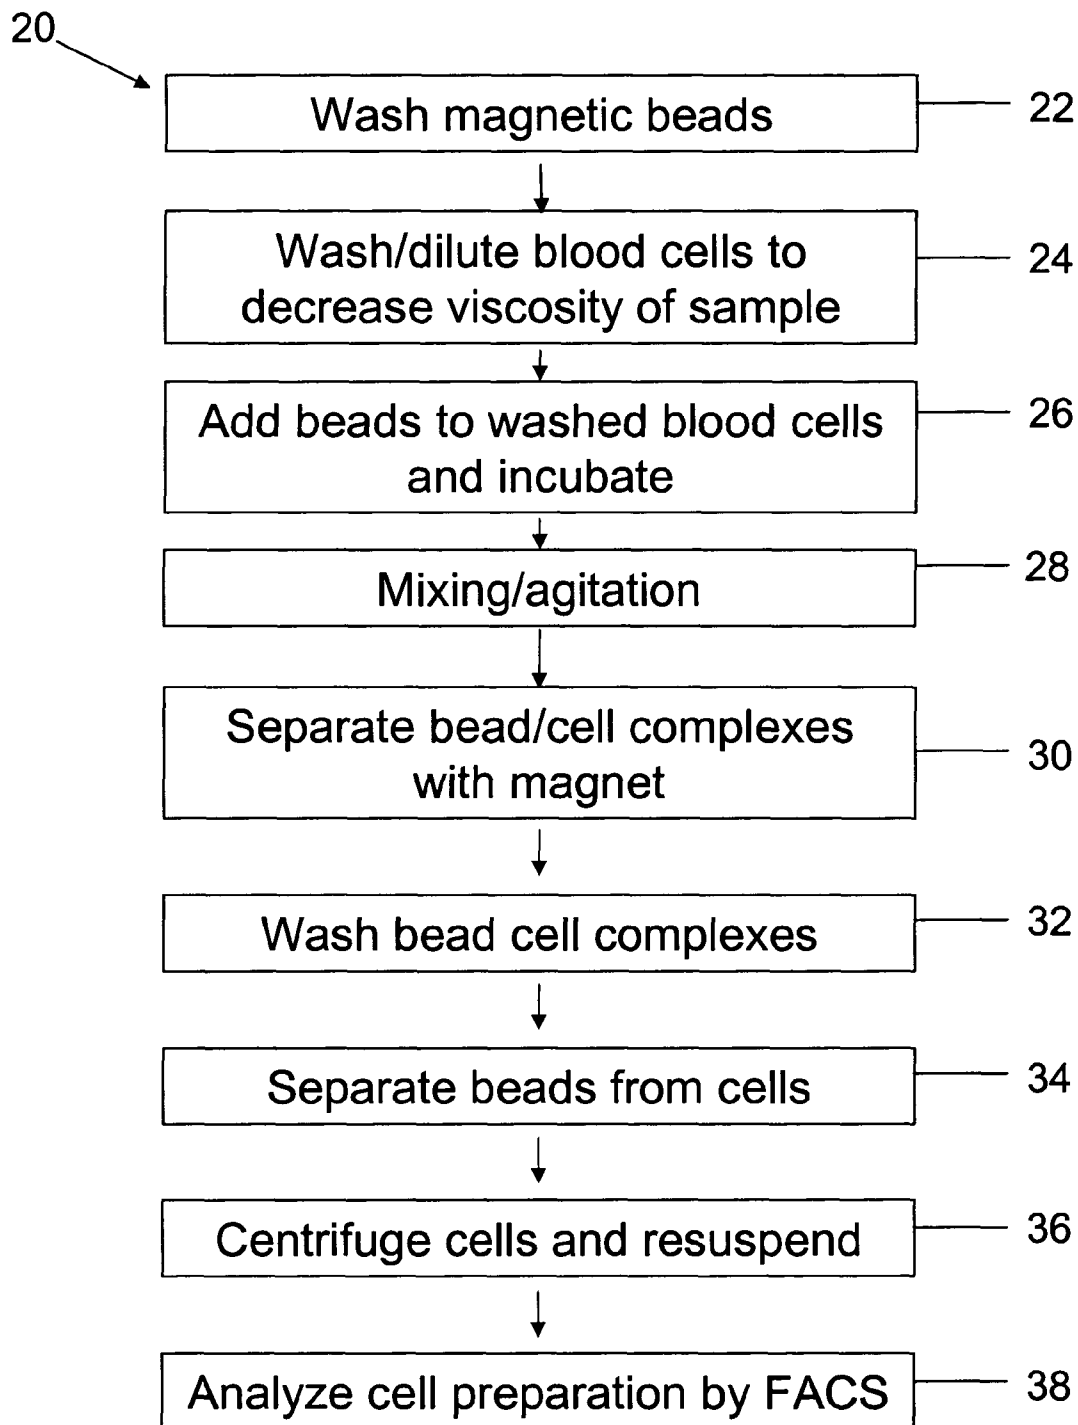 20
Wash magnetic beads
22
Wash/dilute blood cells to
decrease viscosity of sample
24
Add beads to washed blood cells
and incubate
26
Mixing/agitation
28
Separate bead/cell complexes
with magnet
30
Wash bead cell complexes
32
Separate beads from cells
34
Centrifuge cells and resuspend
36
Analyze cell preparation by FACS
38